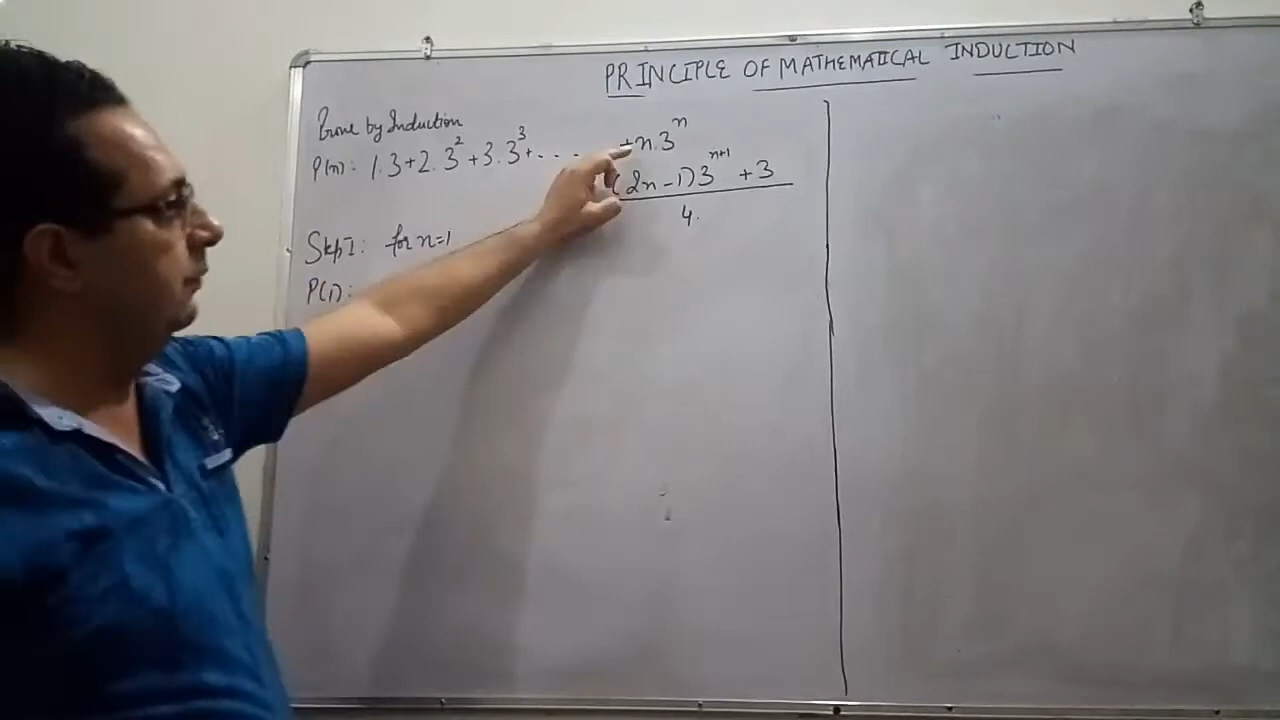 PRINCIPLE OF MATHEMATICAL INDUCTION
Prove by Induction
P(n): 1.3+2.3²+3.3³+.... +n.3ⁿ
(2n-1)3ⁿ⁺¹ +3
4.
Step I: for n=1
P(1):